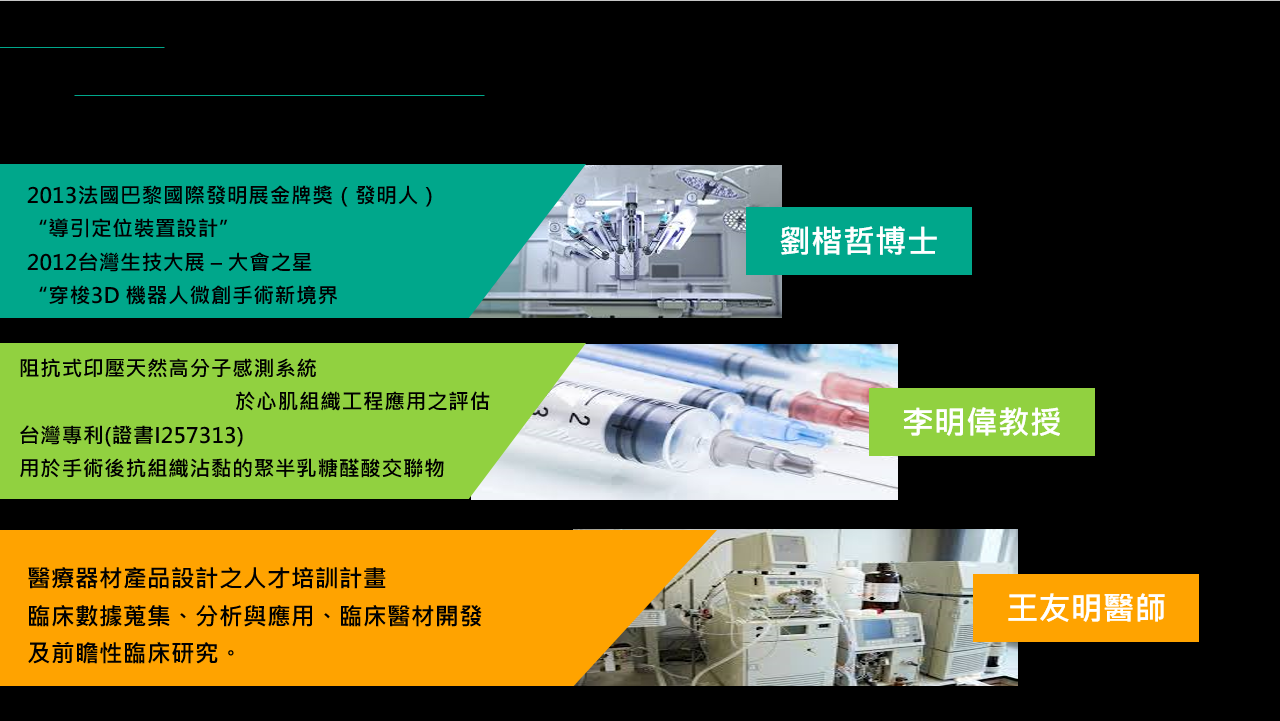 2013法國巴黎國際發明展金牌獎（發明人）
“導引定位裝置設計”
2012台灣生技大展 – 大會之星
“穿梭3D 機器人微創手術新境界
劉楷哲博士
阻抗式印壓天然高分子感測系統
於心肌組織工程應用之評估
台灣專利(證書I257313)
用於手術後抗組織沾黏的聚半乳糖醛酸交聯物
李明偉教授
醫療器材產品設計之人才培訓計畫
臨床數據蒐集、分析與應用、臨床醫材開發
及前瞻性臨床研究。
王友明醫師